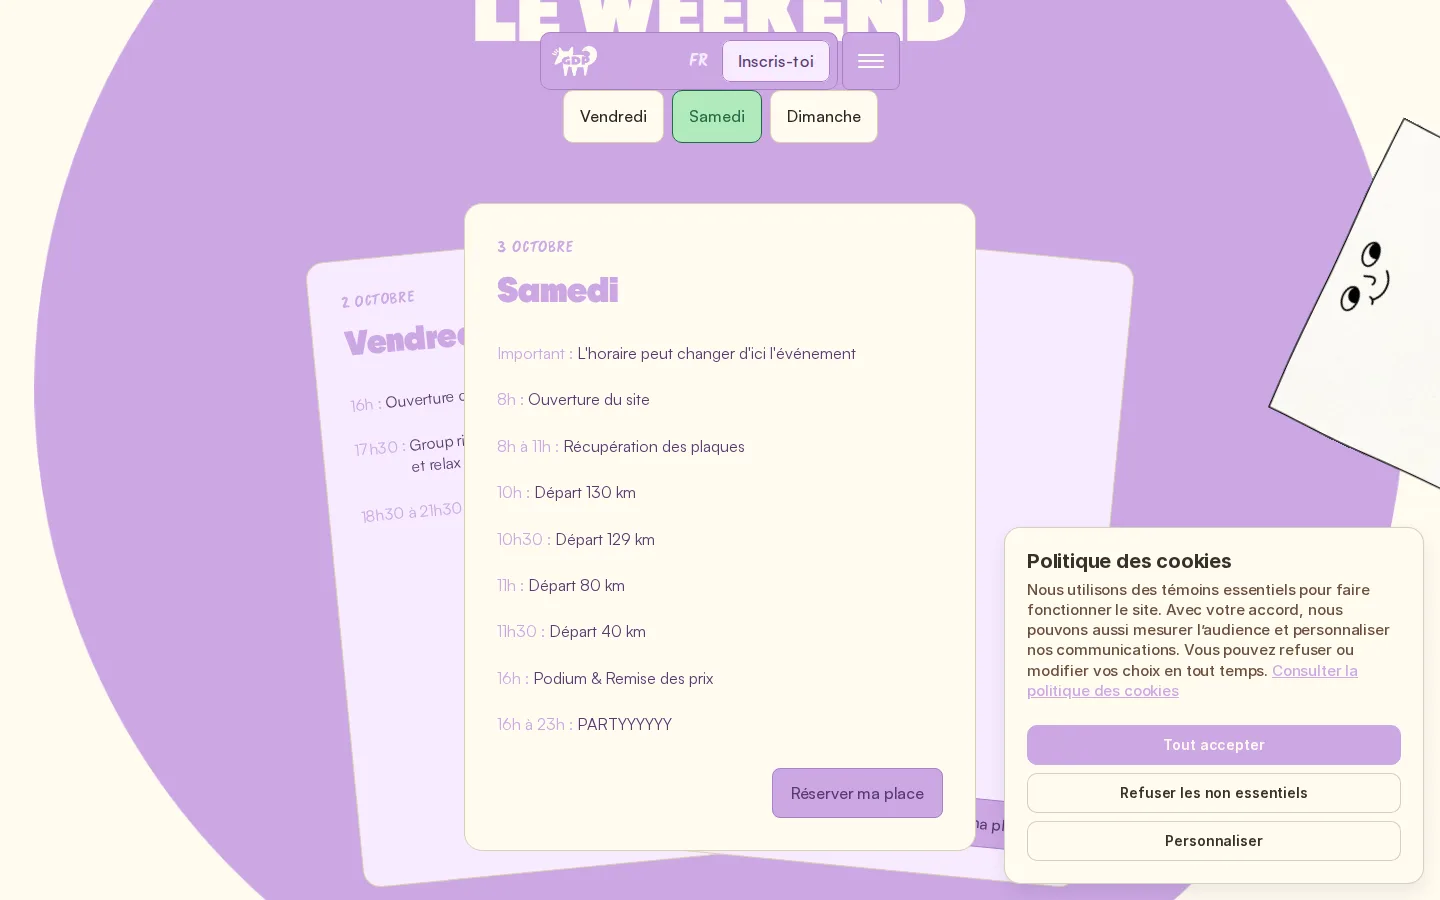 LE WEEKEND
GDB
FR
Inscris-toi
Vendredi
Samedi
Dimanche
2 OCTOBRE
16h : Ouverture
17h30 : Group
et relax
18h30 à 21h30
3 OCTOBRE
Samedi
Important : L'horaire peut changer d'ici l'événement
8h : Ouverture du site
8h à 11h : Récupération des plaques
10h : Départ 130 km
10h30 : Départ 129 km
11h : Départ 80 km
11h30 : Départ 40 km
16h : Podium & Remise des prix
16h à 23h : PARTYYYYYY
Réserver ma place
Politique des cookies
Nous utilisons des témoins essentiels pour faire
fonctionner le site. Avec votre accord, nous
pouvons aussi mesurer l’audience et personnaliser
nos communications. Vous pouvez refuser ou
modifier vos choix en tout temps. Consulter la
politique des cookies
Tout accepter
Refuser les non essentiels
Personnaliser